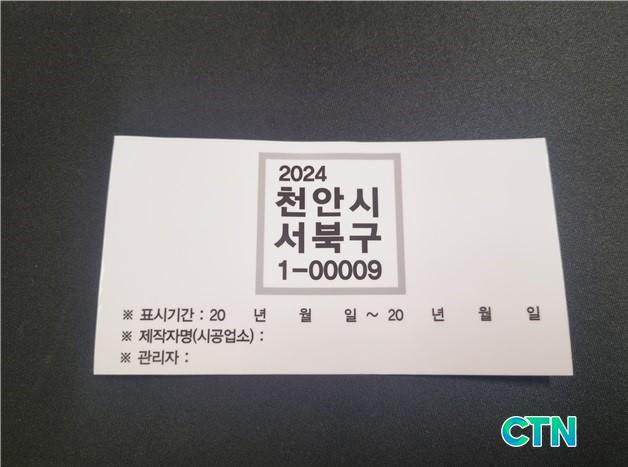 2024
천안시
서북구
1-00009
※ 표시기간 : 20 년 월 일 ~ 20 년 월 일
※ 제작자명(시공업소) :
※ 관리자 :
CTN